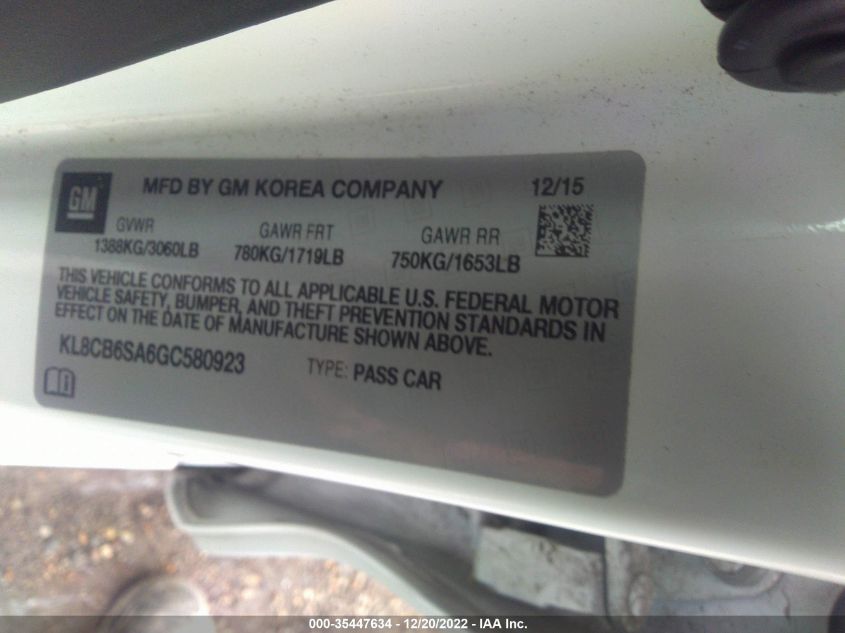 GM
MFD BY GM KOREA COMPANY 12/15
GVWR GAWR FRT GAWR RR
1388KG/3060LB 780KG/1719LB 750KG/1653LB
THIS VEHICLE CONFORMS TO ALL APPLICABLE U.S. FEDERAL MOTOR
VEHICLE SAFETY, BUMPER, AND THEFT PREVENTION STANDARDS IN
EFFECT ON THE DATE OF MANUFACTURE SHOWN ABOVE.
KL8CB6SA6GC580923 TYPE: PASS CAR
000-35447634 - 12/20/2022 - IAA Inc.